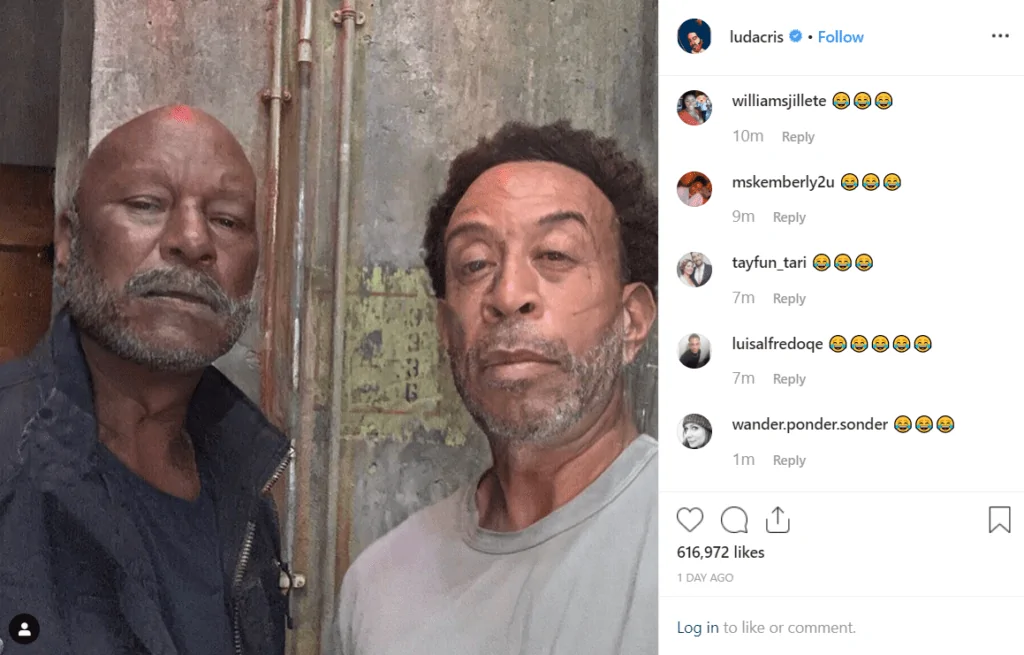 ludacris • Follow
williamsjillete 😂😂😂
10m Reply
mskemberly2u 😂😂😂
9m Reply
tayfun_tari 😂😂😂
7m Reply
luisalfredoqe 😂😂😂😂😂
7m Reply
wander.ponder.sonder 😂😂😂
1m Reply
616,972 likes
1 DAY AGO
Log in to like or comment.